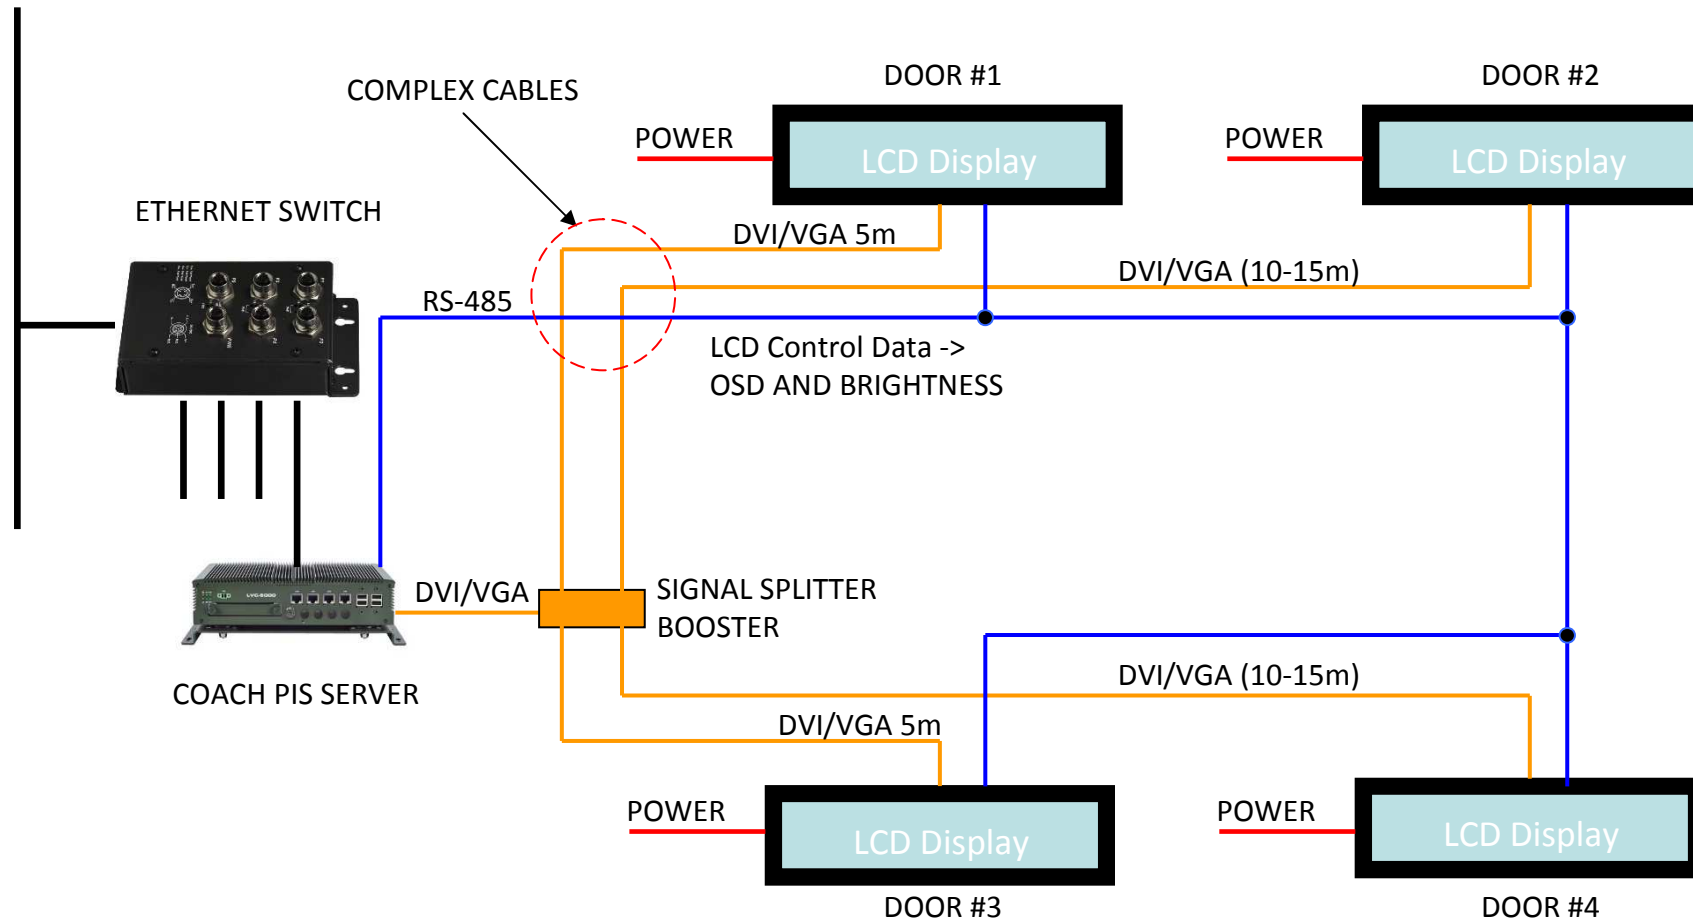 DOOR #1
DOOR #2
COMPLEX CABLES
POWER
LCD Display
POWER
LCD Display
ETHERNET SWITCH
DVI/VGA 5m
DVI/VGA (10-15m)
RS-485
LCD Control Data ->
OSD AND BRIGHTNESS
DVI/VGA
SIGNAL SPLITTER
BOOSTER
COACH PIS SERVER
DVI/VGA (10-15m)
DVI/VGA 5m
POWER
LCD Display
POWER
LCD Display
DOOR #3
DOOR #4